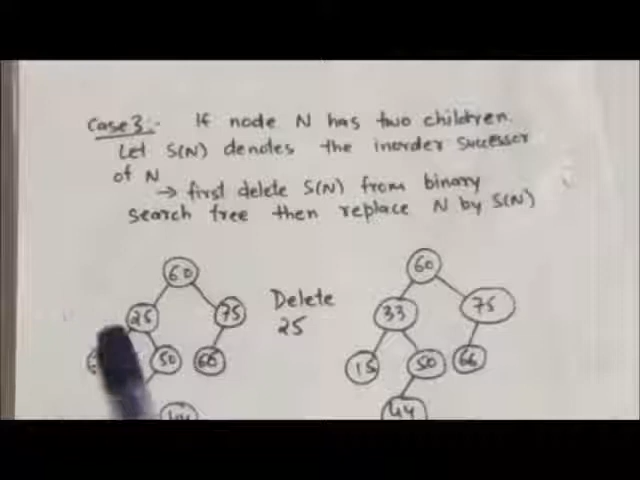 Case 3:- If node N has two children.
Let S(N) denotes the inorder successor
of N
→ first delete S(N) from binary
search tree then replace N by S(N)
60 60
25 75 Delete 33 75
25
50 66 15 50 66
44 44